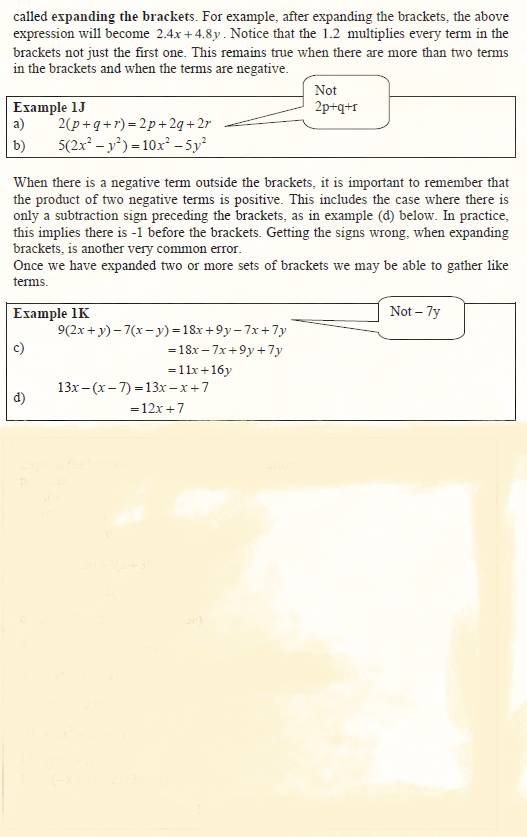 called expanding the brackets. For example, after expanding the brackets, the above
expression will become 2.4x + 4.8y. Notice that the 1.2 multiplies every term in the
brackets not just the first one. This remains true when there are more than two terms
in the brackets and when the terms are negative.
Not
2p+q+r
Example 1J
a) 2(p + q + r) = 2p + 2q + 2r
b) 5(2x² – y²) = 10x² – 5y²
When there is a negative term outside the brackets, it is important to remember that
the product of two negative terms is positive. This includes the case where there is
only a subtraction sign preceding the brackets, as in example (d) below. In practice,
this implies there is -1 before the brackets. Getting the signs wrong, when expanding
brackets, is another very common error.
Once we have expanded two or more sets of brackets we may be able to gather like
terms.
Example 1K
Not – 7y
9(2x + y) – 7(x – y) = 18x + 9y – 7x + 7y
c) = 18x – 7x + 9y + 7y
= 11x + 16y
13x – (x – 7) = 13x – x + 7
d)
= 12x + 7